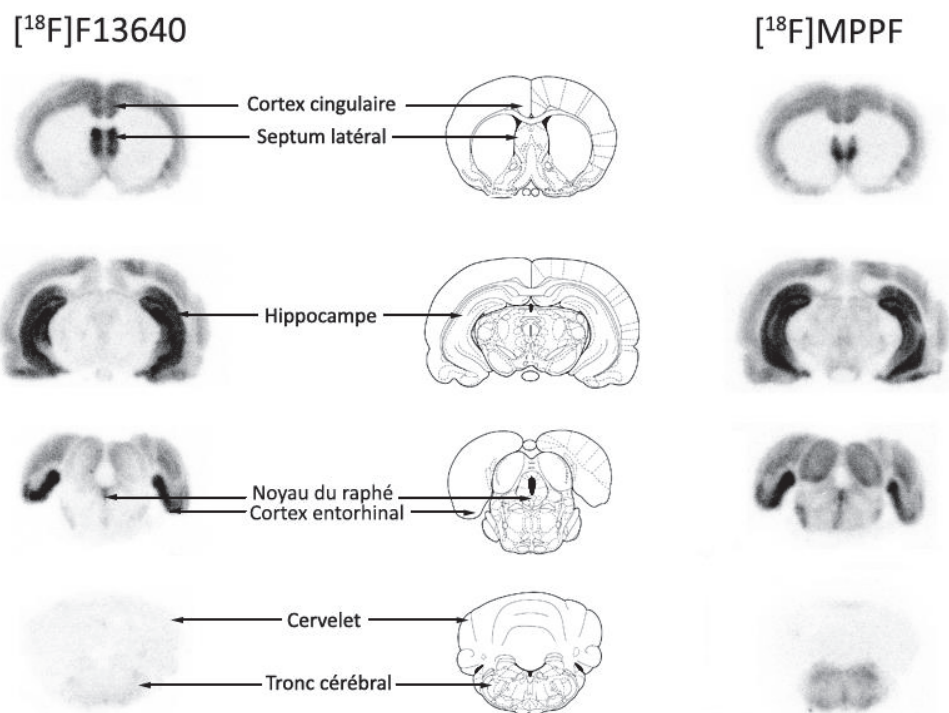 [¹⁸F]F13640
[¹⁸F]MPPF
Cortex cingulaire
Septum latéral
Hippocampe
Noyau du raphé
Cortex entorhinal
Cervelet
Tronc cérébral